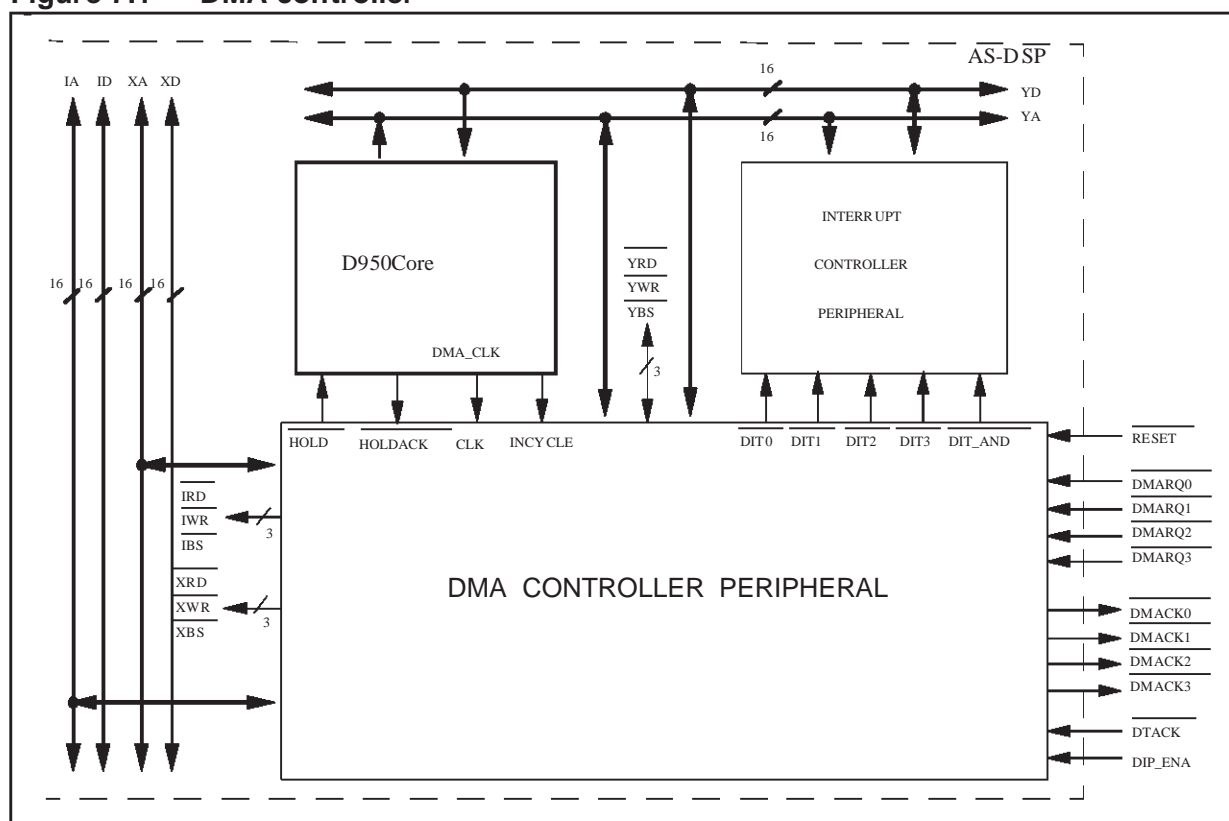 Figure 7.1 DMA controller
AS-DSP
IA ID XA XD
16
YD
YA
16
INTERRUPT
CONTROLLER
PERIPHERAL
D950Core
YRD
YWR
YBS
16 16 16 16
DMA_CLK
3
HOLD HOLDACK CLK INCYCLE
DIT0 DIT1 DIT2 DIT3 DIT_AND
RESET
IRD
IWR
IBS
3
DMARQ0
DMARQ1
DMARQ2
DMARQ3
XRD
XWR
XBS
3
DMA CONTROLLER PERIPHERAL
DMACK0
DMACK1
DMACK2
DMACK3
DTACK
DIP_ENA